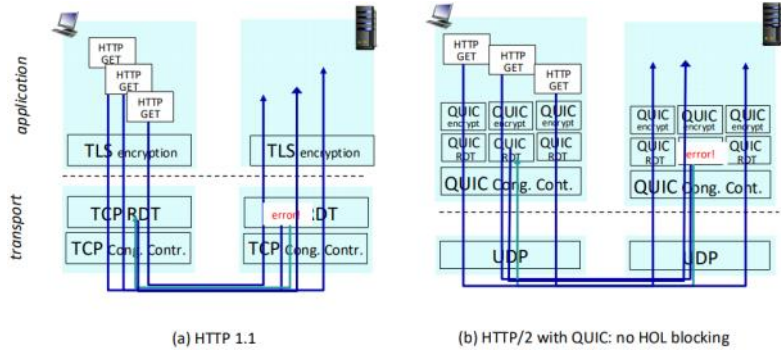 application
transport
HTTP
GET
HTTP
GET
HTTP
GET
TLS encryption
TLS encryption
TCP RDT
error! RDT
TCP Cong. Contr.
TCP Cong. Contr.
(a) HTTP 1.1
HTTP
GET
HTTP
GET
HTTP
GET
QUIC
encrypt
QUIC
encrypt
QUIC
encrypt
QUIC
RDT
QUIC
RDT
QUIC
RDT
QUIC Cong. Cont.
QUIC
encrypt
QUIC
encrypt
QUIC
encrypt
QUIC
RDT
error!
QUIC
RDT
QUIC Cong. Cont.
UDP
UDP
(b) HTTP/2 with QUIC: no HOL blocking